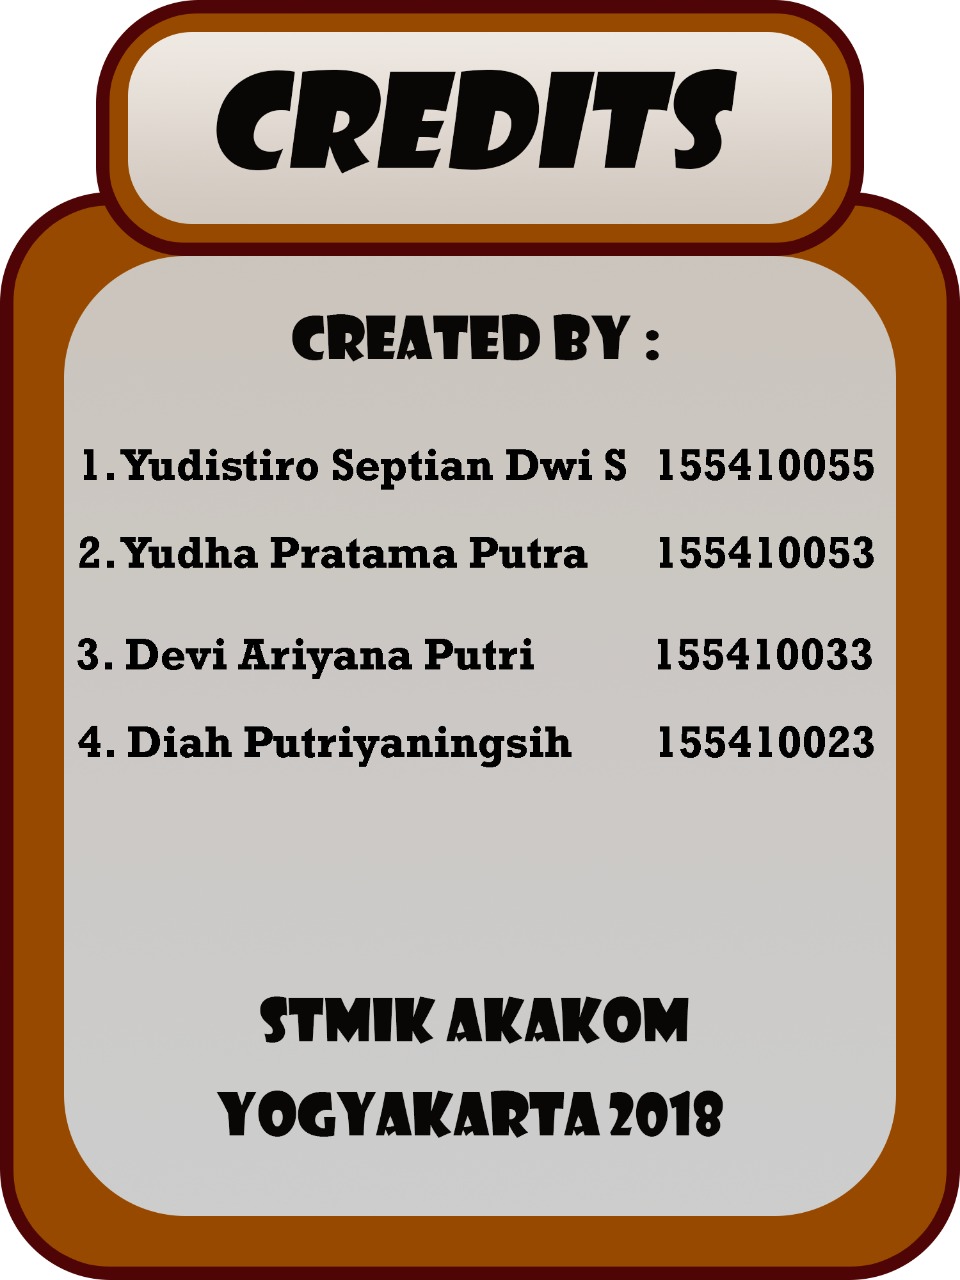 CREDITS
CREATED BY :
1. Yudistiro Septian Dwi S 155410055
2. Yudha Pratama Putra 155410053
3. Devi Ariyana Putri 155410033
4. Diah Putriyaningsih 155410023
STMIK AKAKOM
YOGYAKARTA 2018